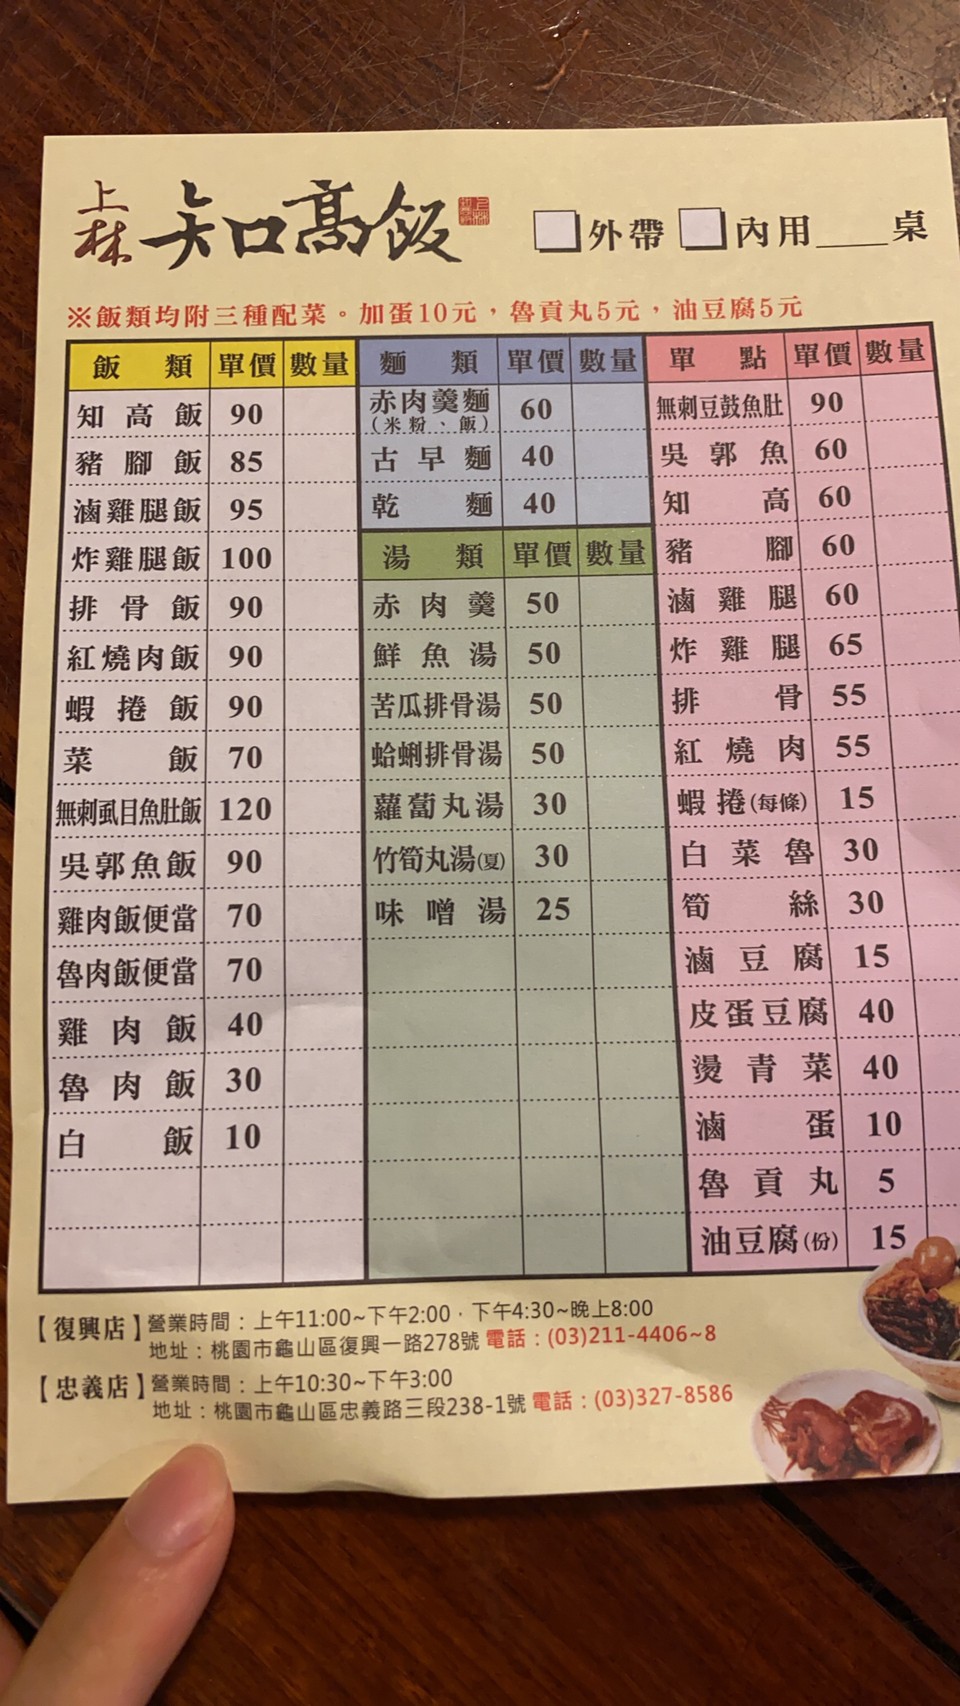 上林 知高飯
外帶 內用____桌
※飯類均附三種配菜。加蛋10元，魯貢丸5元，油豆腐5元
飯類 單價 數量
知高飯 90
豬腳飯 85
滷雞腿飯 95
炸雞腿飯 100
排骨飯 90
紅燒肉飯 90
蝦捲飯 90
菜飯 70
無刺虱目魚肚飯 120
吳郭魚飯 90
雞肉飯便當 70
魯肉飯便當 70
雞肉飯 40
魯肉飯 30
白飯 10
麵類 單價 數量
赤肉羹麵 60
(米粉、飯)
古早麵 40
乾麵 40
湯類 單價 數量
赤肉羹 50
鮮魚湯 50
苦瓜排骨湯 50
蛤蜊排骨湯 50
蘿蔔丸湯 30
竹筍丸湯(夏) 30
味噌湯 25
單點 單價 數量
無刺豆鼓魚肚 90
吳郭魚 60
知高 60
豬腳 60
滷雞腿 60
炸雞腿 65
排骨 55
紅燒肉 55
蝦捲(每條) 15
白菜魯 30
筍絲 30
滷豆腐 15
皮蛋豆腐 40
燙青菜 40
滷蛋 10
魯貢丸 5
油豆腐(份) 15
【復興店】營業時間：上午11:00~下午2:00．下午4:30~晚上8:00
地址：桃園市龜山區復興一路278號 電話：(03)211-4406~8
【忠義店】營業時間：上午10:30~下午3:00
地址：桃園市龜山區忠義路三段238-1號 電話：(03)327-8586